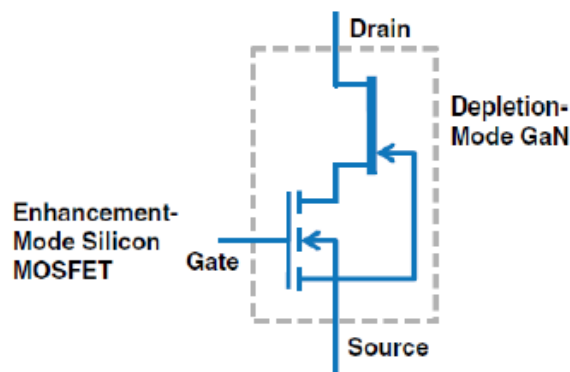 Drain
Depletion-
Mode GaN
Enhancement-
Mode Silicon
MOSFET
Gate
Source